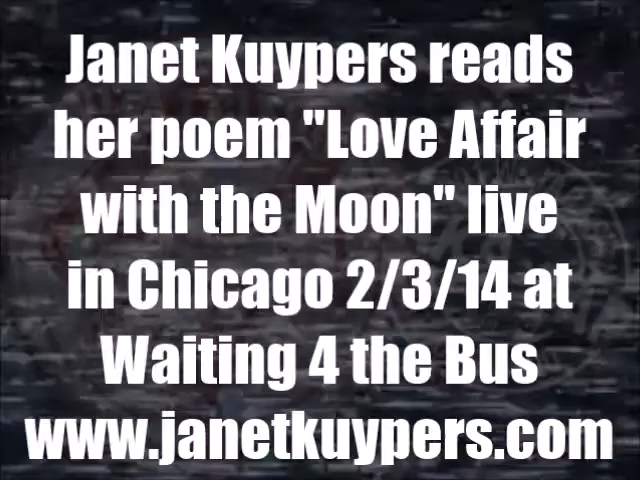 Janet Kuypers reads
her poem "Love Affair
with the Moon" live
in Chicago 2/3/14 at
Waiting 4 the Bus
www.janetkuypers.com